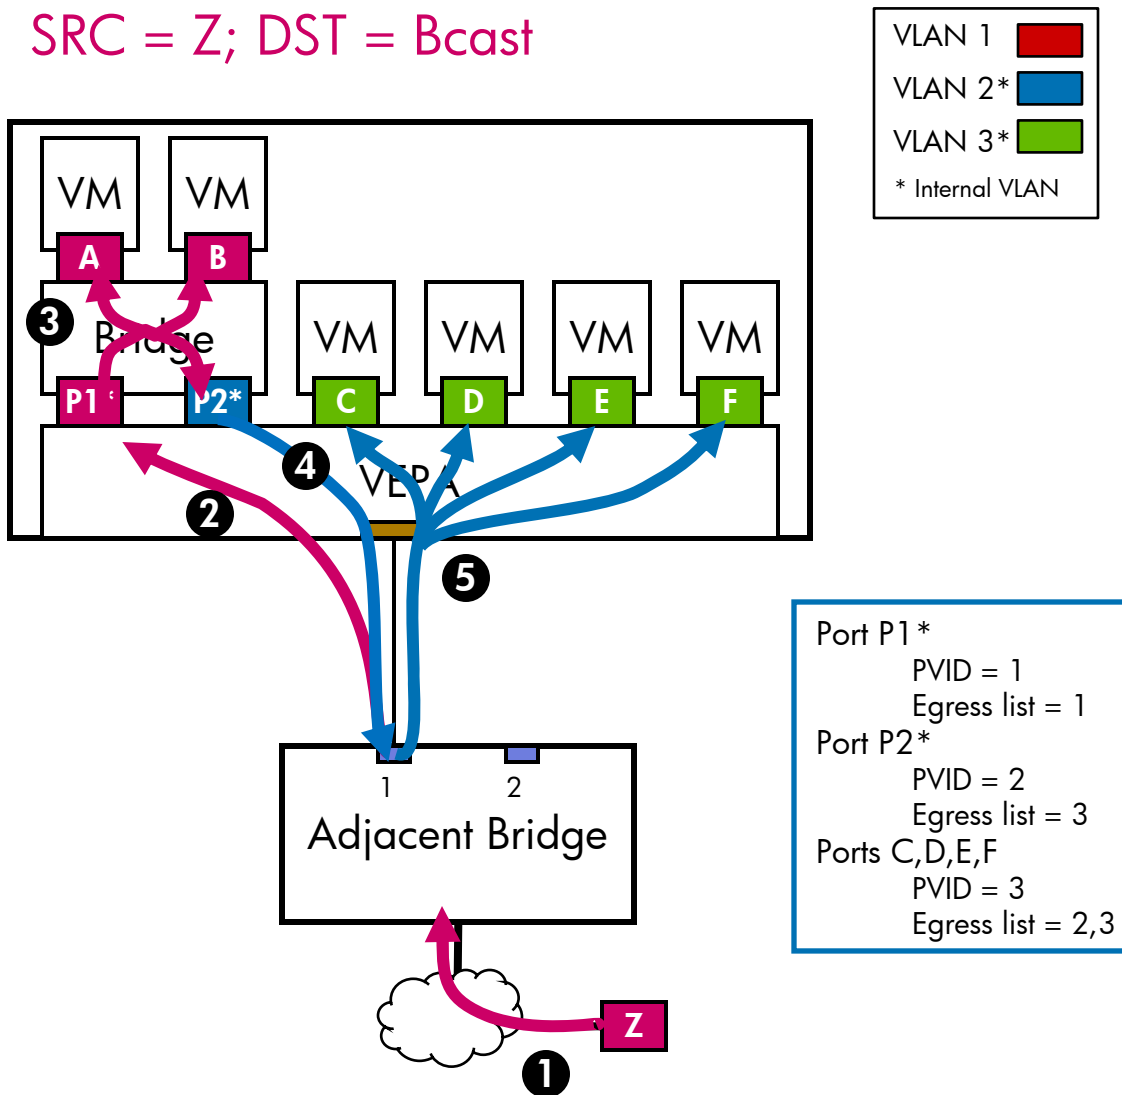 SRC = Z; DST = Bcast
VLAN 1
VLAN 2*
VLAN 3*
* Internal VLAN
VM VM
A B
3
Bridge
VM VM VM VM
P1* P2* C D E F
4
VEPA
2
5
Port P1*
PVID = 1
Egress list = 1
Port P2*
PVID = 2
Egress list = 3
Ports C,D,E,F
PVID = 3
Egress list = 2,3
1 2
Adjacent Bridge
Z
1